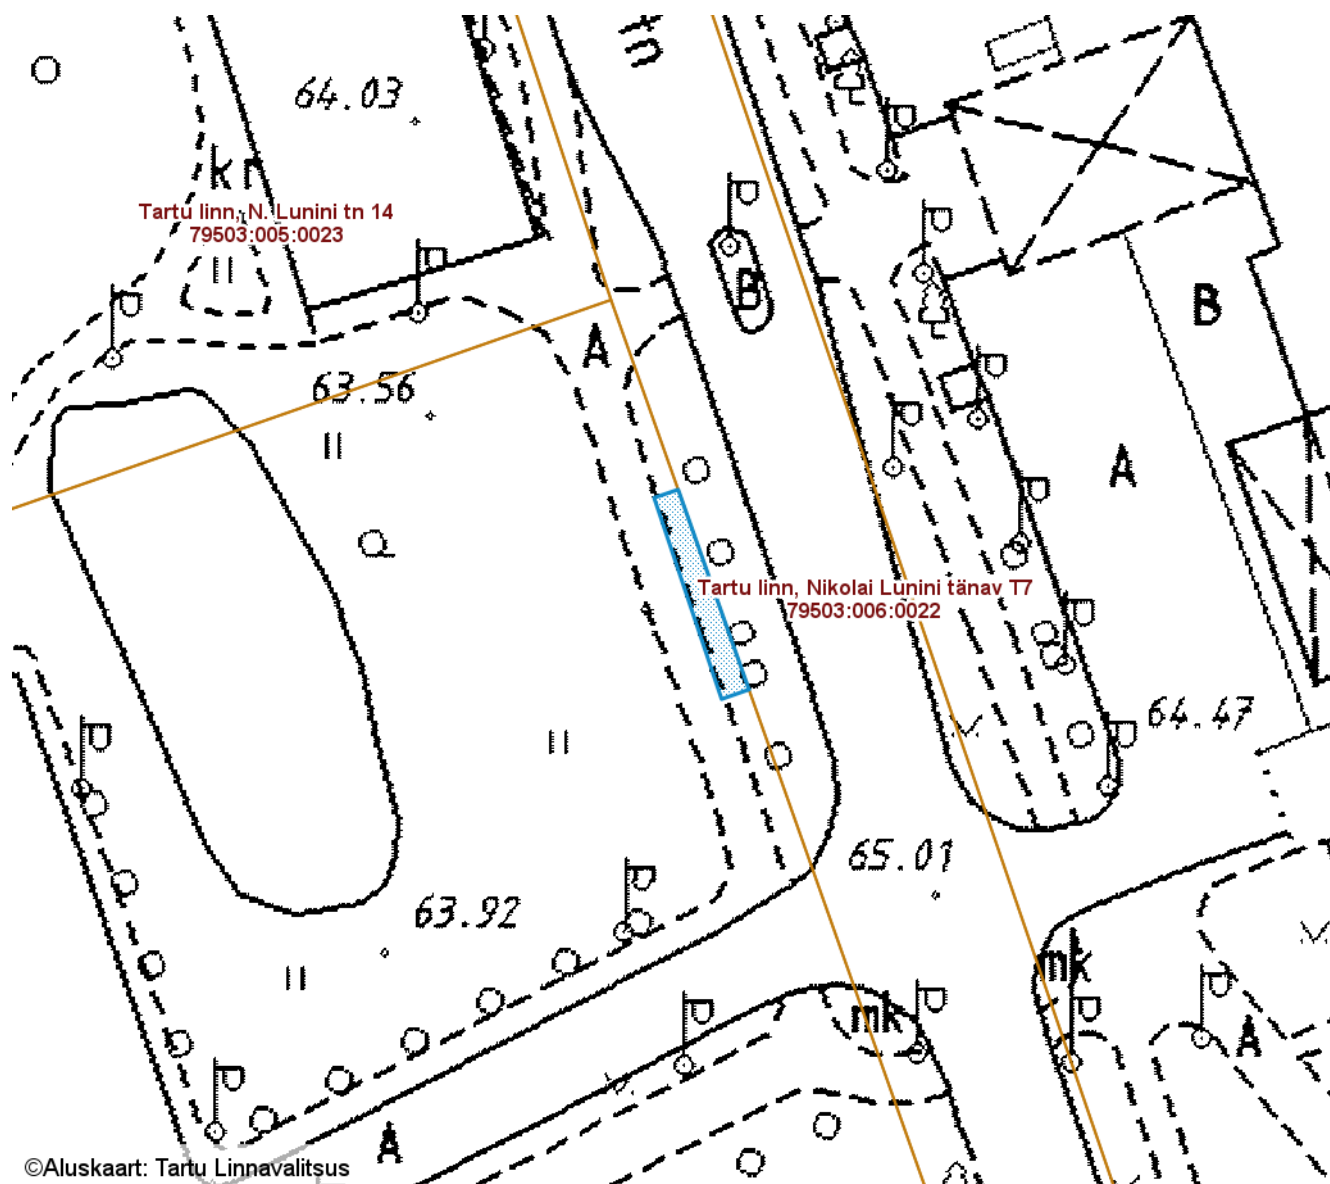 64.03
kr
Tartu linn, N. Lunini tn 14
79503:005:0023
B
B
A
63.56
A
Tartu linn, Nikolai Lunini tänav T7
79503:006:0022
64.47
65.01
63.92
mk
mk
A
A
©Aluskaart: Tartu Linnavalitsus